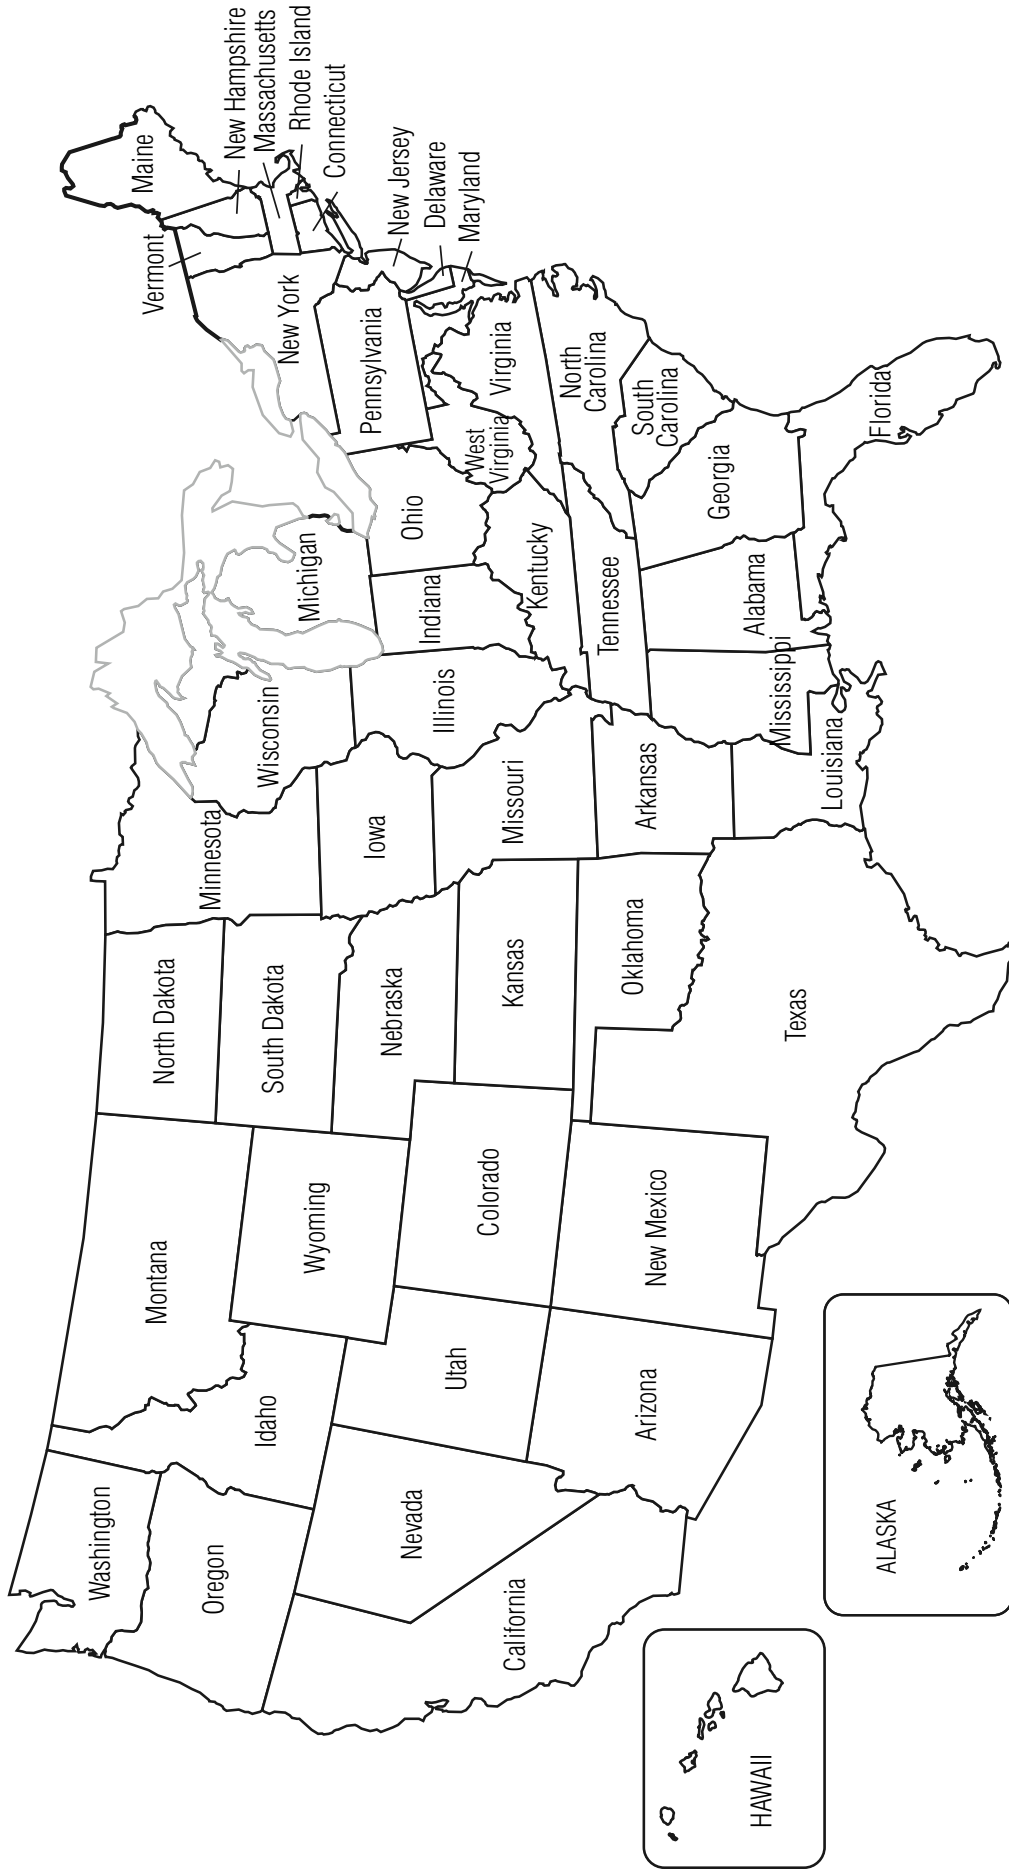 Washington
Oregon
California
Nevada
Idaho
Montana
Wyoming
Utah
Arizona
Colorado
New Mexico
North Dakota
South Dakota
Nebraska
Kansas
Oklahoma
Texas
Minnesota
Iowa
Missouri
Arkansas
Louisiana
Wisconsin
Illinois
Michigan
Indiana
Ohio
Kentucky
Tennessee
Mississippi
Alabama
Georgia
Florida
South
Carolina
North
Carolina
Virginia
West
Virginia
Pennsylvania
New York
Vermont
Maine
New Hampshire
Massachusetts
Rhode Island
Connecticut
New Jersey
Delaware
Maryland
HAWAII
ALASKA